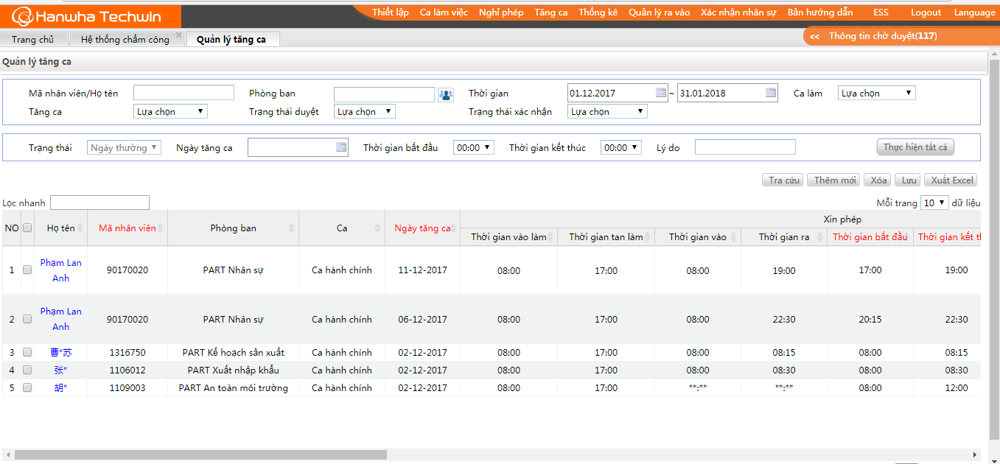 Hanwha Techwin
Thiết lập Ca làm việc Nghỉ phép Tăng ca Thống kê Quản lý ra vào Xác nhận nhân sự Bản hướng dẫn ESS Logout Language
Trang chủ Hệ thống chấm công Quản lý tăng ca
<< Thông tin chờ duyệt(117)
Quản lý tăng ca
Mã nhân viên/Họ tên Phòng ban Thời gian 01.12.2017 ~ 31.01.2018 Ca làm Lựa chọn
Tăng ca Lựa chọn Trạng thái duyệt Lựa chọn Trạng thái xác nhận Lựa chọn
Trạng thái Ngày thường Ngày tăng ca Thời gian bắt đầu 00:00 Thời gian kết thúc 00:00 Lý do Thực hiện tất cả
Tra cứu Thêm mới Xóa Lưu Xuất Excel
Lọc nhanh Mỗi trang 10 dữ liệu
NO Họ tên Mã nhân viên Phòng ban Ca Ngày tăng ca Xin phép
Thời gian vào làm Thời gian tan làm Thời gian vào Thời gian ra Thời gian bắt đầu Thời gian kết th
1 Phạm Lan Anh 90170020 PART Nhân sự Ca hành chính 11-12-2017 08:00 17:00 08:00 19:00 17:00 19:00
2 Phạm Lan Anh 90170020 PART Nhân sự Ca hành chính 06-12-2017 08:00 17:00 08:00 22:30 20:15 22:30
3 曹*苏 1316750 PART Kế hoạch sản xuất Ca hành chính 02-12-2017 08:00 17:00 08:00 08:15 08:00 08:15
4 张* 1106012 PART Xuất nhập khẩu Ca hành chính 02-12-2017 08:00 17:00 08:00 08:30 08:00 08:30
5 胡* 1109003 PART An toàn môi trường Ca hành chính 02-12-2017 08:00 17:00 **:** **:** 08:00 12:00